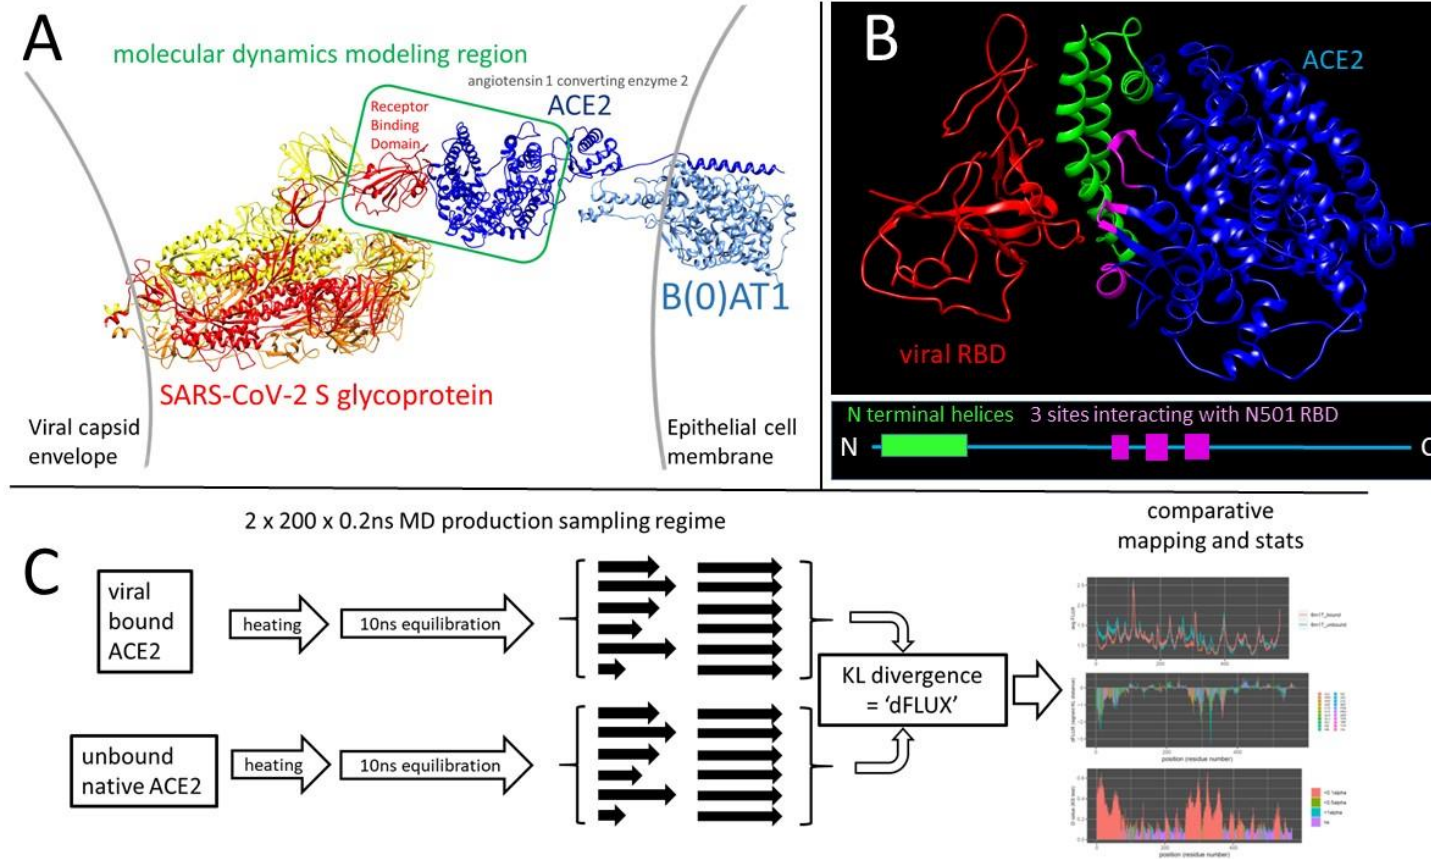 A
molecular dynamics modeling region
angiotensin 1 converting enzyme 2
ACE2
Receptor
Binding
Domain
B(0)AT1
SARS-CoV-2 S glycoprotein
Viral capsid
envelope
Epithelial cell
membrane
B
ACE2
viral RBD
N terminal helices 3 sites interacting with N501 RBD
N C
2 x 200 x 0.2ns MD production sampling regime
comparative
mapping and stats
C
viral
bound
ACE2
heating
10ns equilibration
KL divergence
= ‘dFLUX’
unbound
native ACE2
heating
10ns equilibration
0 200 400
position (residue number)
position (residue number)